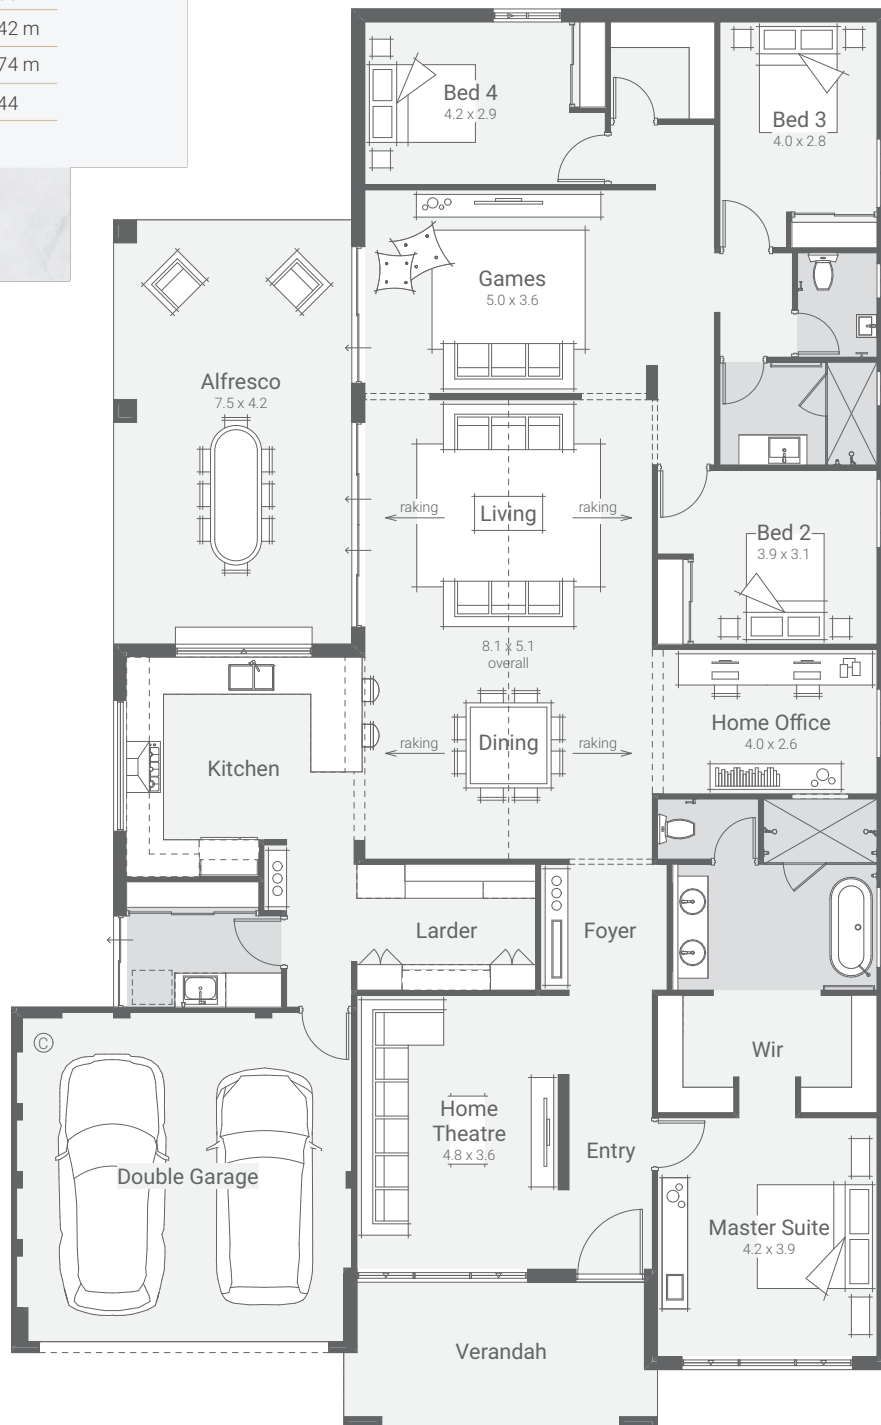 42 m
74 m
44
Bed 4
4.2 x 2.9
Bed 3
4.0 x 2.8
Games
5.0 x 3.6
Alfresco
7.5 x 4.2
raking
Living
raking
Bed 2
3.9 x 3.1
8.1 x 5.1
overall
raking
Dining
raking
Home Office
4.0 x 2.6
Kitchen
Larder
Foyer
Wir
C
Home
Theatre
4.8 x 3.6
Entry
Double Garage
Master Suite
4.2 x 3.9
Verandah